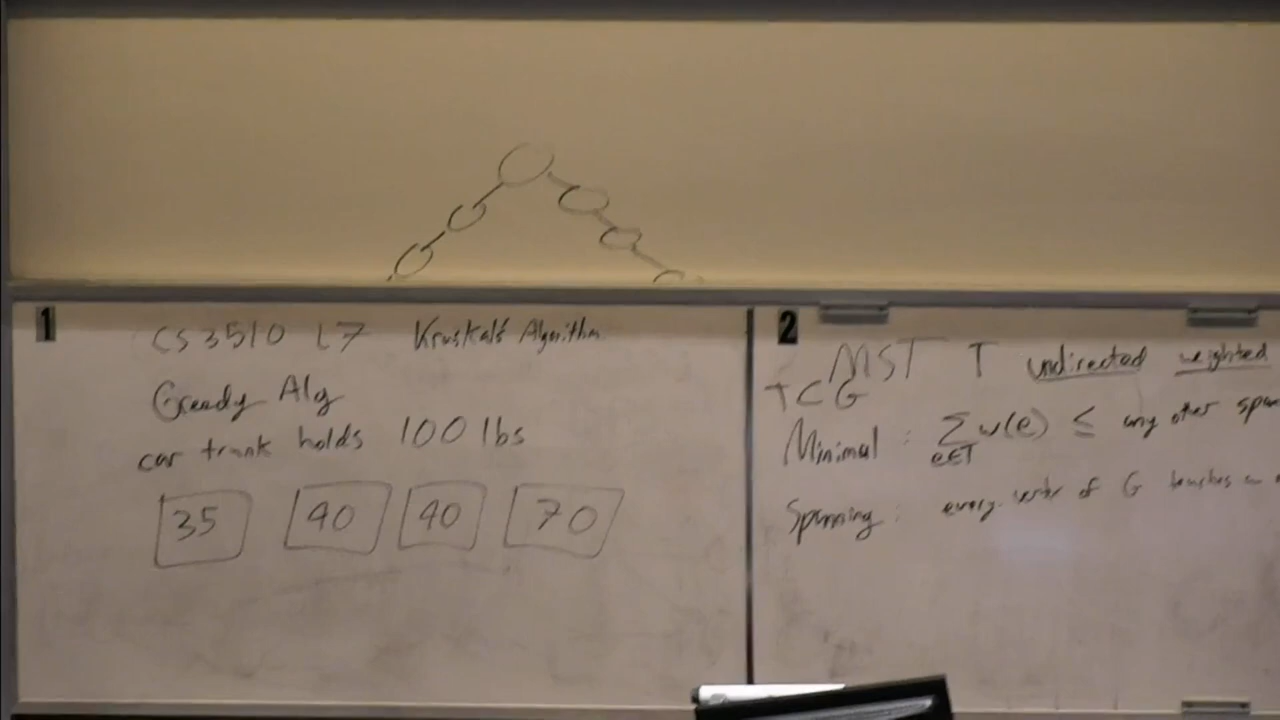 1
CS 3510 L7 Kruskal's Algorithm
Greedy Alg
car trunk holds 100 lbs
35 40 40 70
2
MST T undirected weighted
T ⊂ G
Minimal : ∑ w(e) ≤ any other span
e∈T
Spanning : every vertex of G touches